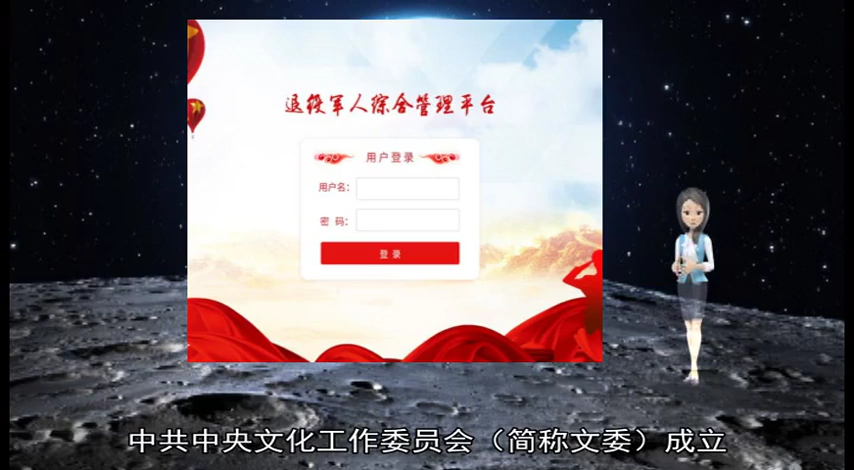 退役军人综合管理平台
用户登录
用户名：
密 码：
登 录
中共中央文化工作委员会（简称文委）成立